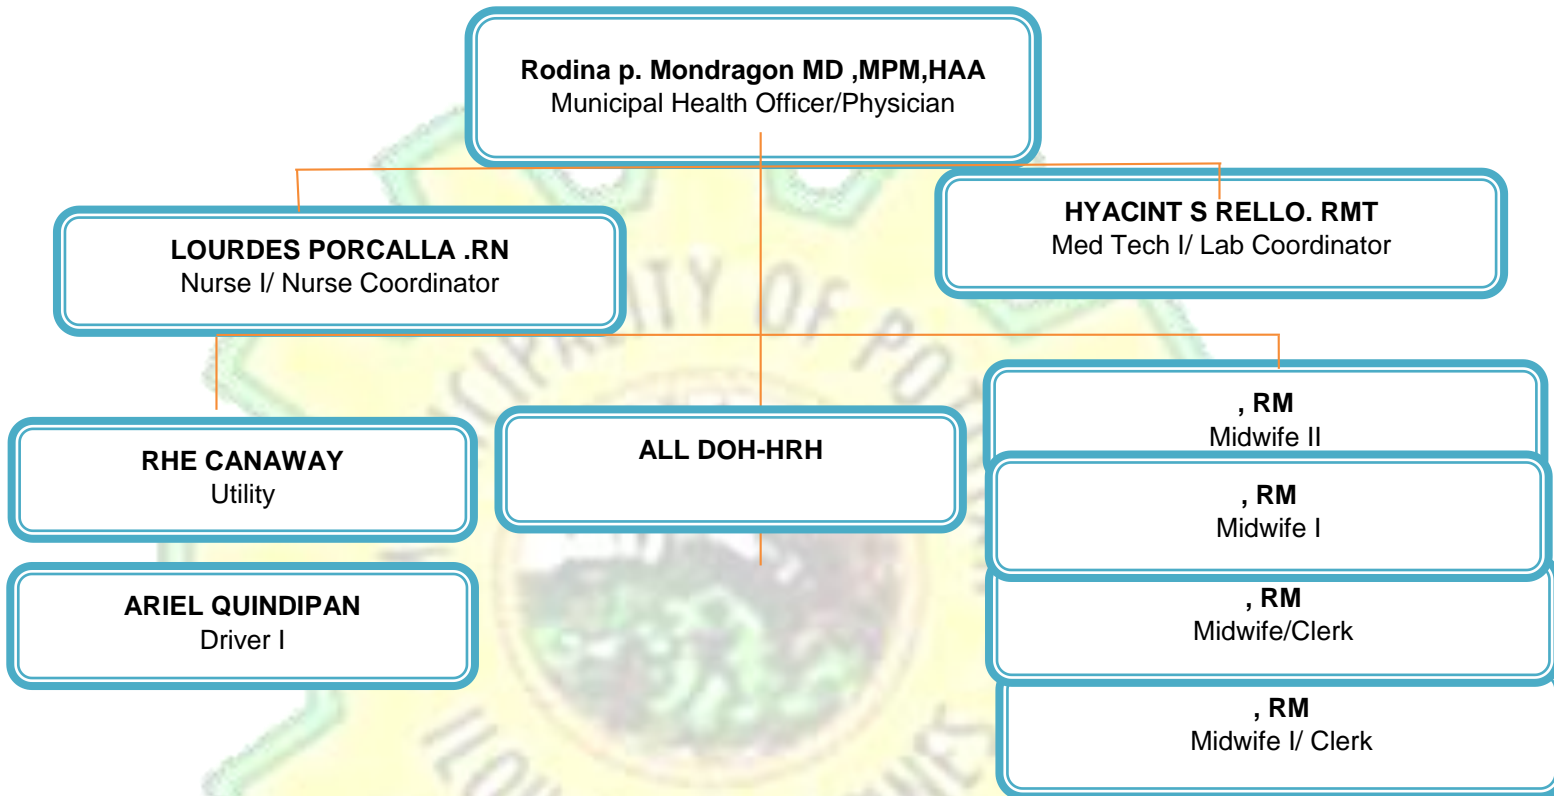 Rodina p. Mondragon MD ,MPM,HAA
Municipal Health Officer/Physician
LOURDES PORCALLA .RN
Nurse I/ Nurse Coordinator
HYACINT S RELLO. RMT
Med Tech I/ Lab Coordinator
RHE CANAWAY
Utility
ARIEL QUINDIPAN
Driver I
ALL DOH-HRH
, RM
Midwife II
, RM
Midwife I
, RM
Midwife/Clerk
, RM
Midwife I/ Clerk
OF